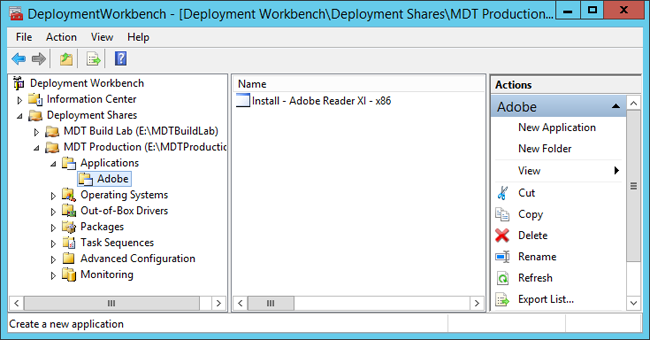 DeploymentWorkbench - [Deployment Workbench\Deployment Shares\MDT Production...
File Action View Help
Deployment Workbench
Information Center
Deployment Shares
MDT Build Lab (E:\MDTBuildLab)
MDT Production (E:\MDTProductio
Applications
Adobe
Operating Systems
Out-of-Box Drivers
Packages
Task Sequences
Advanced Configuration
Monitoring
Name
Install - Adobe Reader XI - x86
Actions
Adobe
New Application
New Folder
View
Cut
Copy
Delete
Rename
Refresh
Export List...
Create a new application